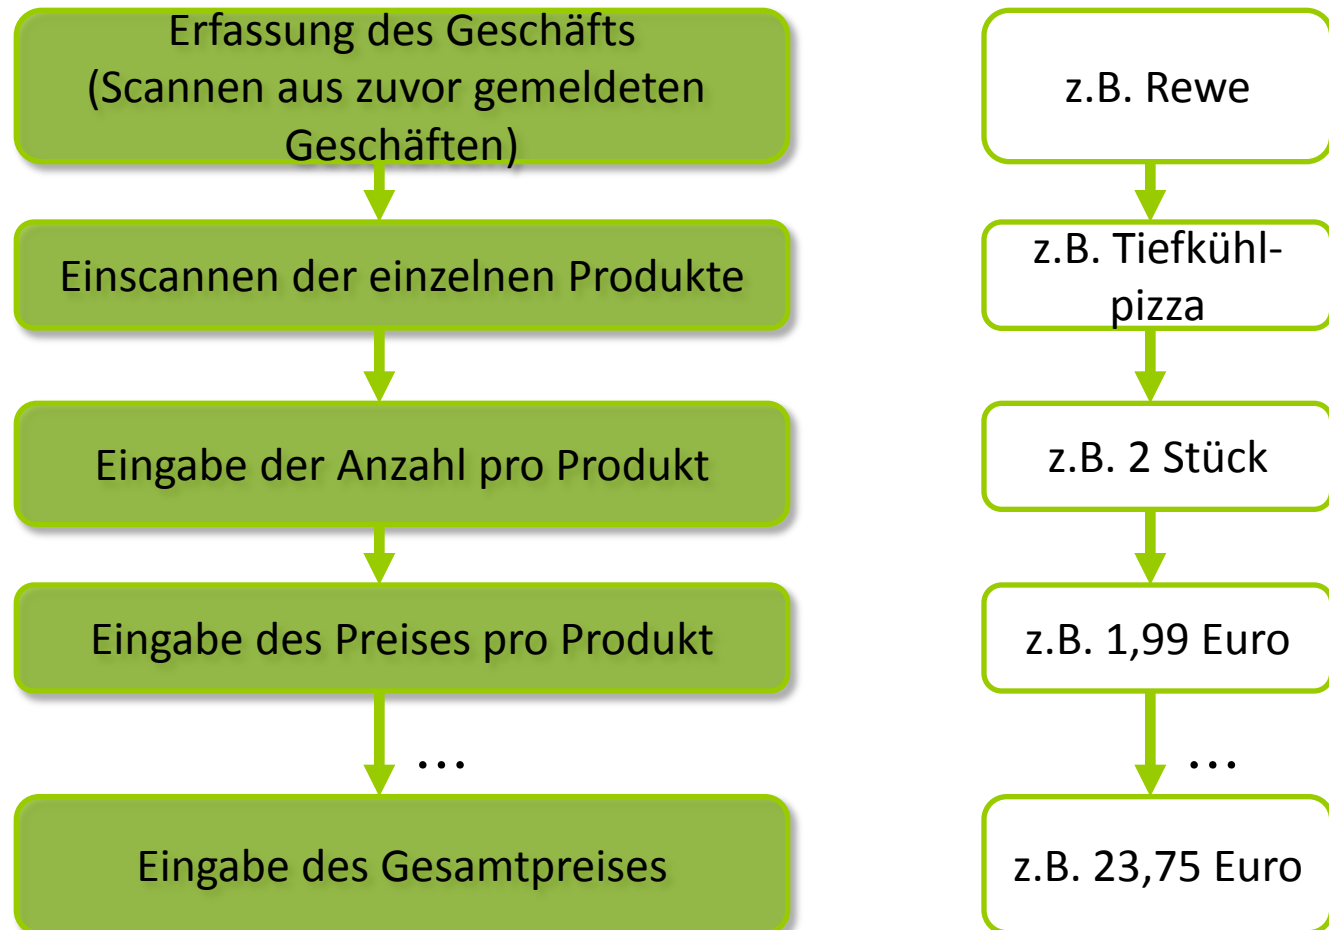 Erfassung des Geschäfts
(Scannen aus zuvor gemeldeten
Geschäften)
z.B. Rewe
Einscannen der einzelnen Produkte
z.B. Tiefkühl-
pizza
Eingabe der Anzahl pro Produkt
z.B. 2 Stück
Eingabe des Preises pro Produkt
z.B. 1,99 Euro
...
...
Eingabe des Gesamtpreises
z.B. 23,75 Euro